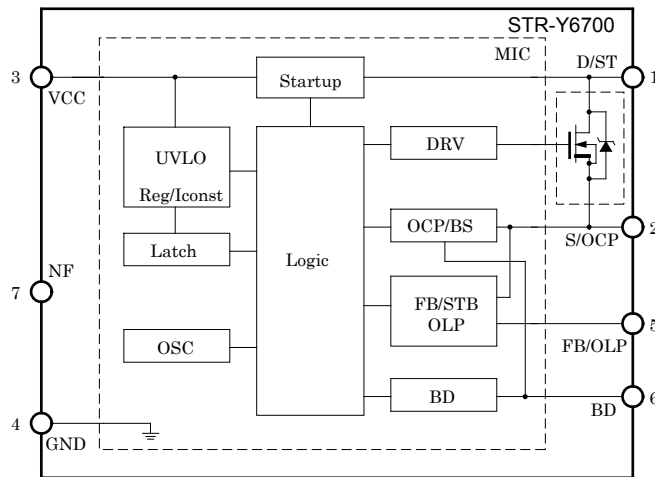 STR-Y6700
MIC
D/ST
3
1
VCC
Startup
UVLO
Reg/Iconst
DRV
Latch
OCP/BS
2
S/OCP
Logic
NF
7
FB/STB
OLP
5
FB/OLP
OSC
BD
6
BD
4
GND